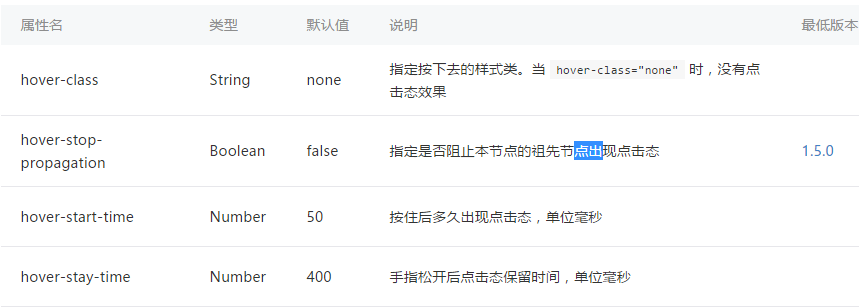 属性名 类型 默认值 说明 最低版本
hover-class String none 指定按下去的样式类。当 hover-class="none" 时，没有点
击态效果
hover-stop-
propagation Boolean false 指定是否阻止本节点的祖先节点出现点击态 1.5.0
hover-start-time Number 50 按住后多久出现点击态，单位毫秒
hover-stay-time Number 400 手指松开后点击态保留时间，单位毫秒